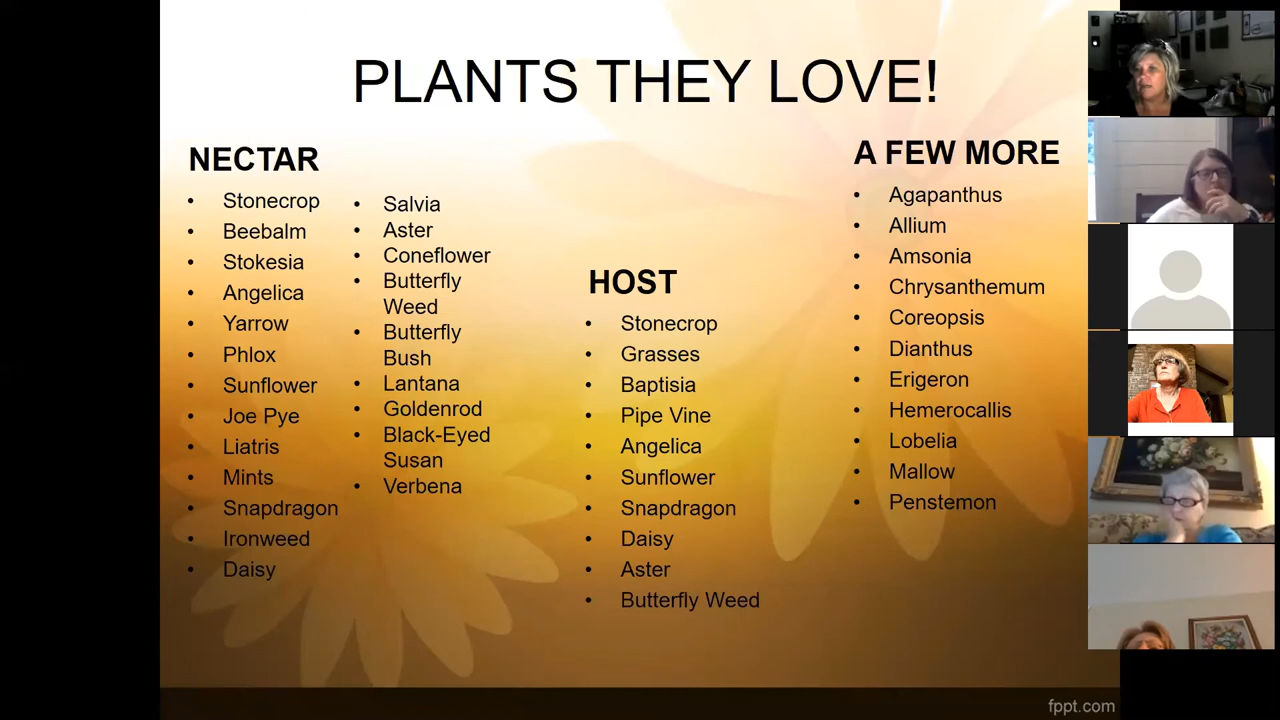 PLANTS THEY LOVE!
NECTAR
• Stonecrop
• Beebalm
• Stokesia
• Angelica
• Yarrow
• Phlox
• Sunflower
• Joe Pye
• Liatris
• Mints
• Snapdragon
• Ironweed
• Daisy
• Salvia
• Aster
• Coneflower
• Butterfly
Weed
• Butterfly
Bush
• Lantana
• Goldenrod
• Black-Eyed
Susan
• Verbena
HOST
• Stonecrop
• Grasses
• Baptisia
• Pipe Vine
• Angelica
• Sunflower
• Snapdragon
• Daisy
• Aster
• Butterfly Weed
A FEW MORE
• Agapanthus
• Allium
• Amsonia
• Chrysanthemum
• Coreopsis
• Dianthus
• Erigeron
• Hemerocallis
• Lobelia
• Mallow
• Penstemon
fppt.com